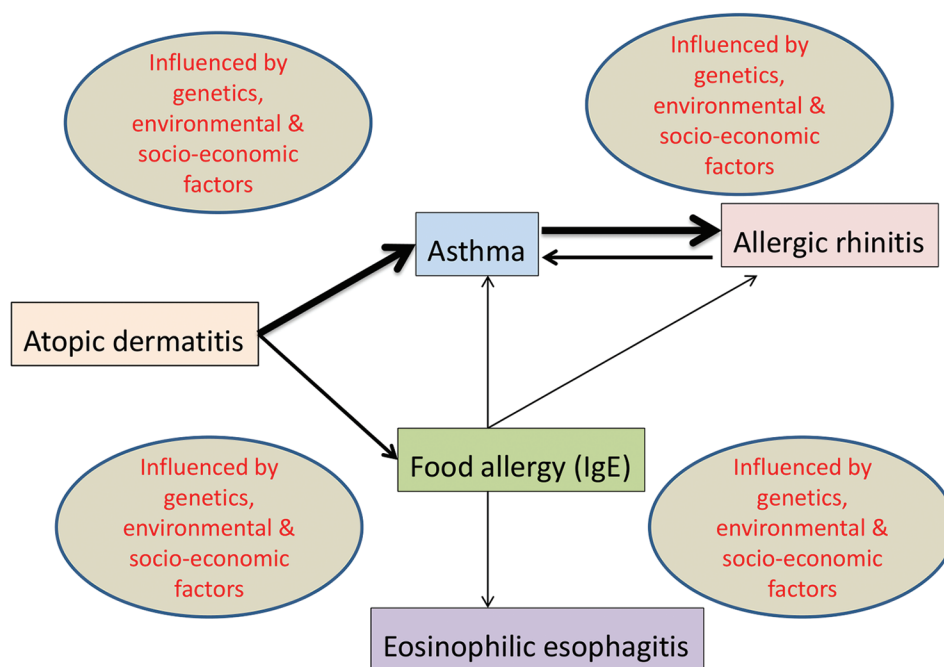 Influenced by
genetics,
environmental &
socio-economic
factors
Influenced by
genetics,
environmental &
socio-economic
factors
Asthma
Allergic rhinitis
Atopic dermatitis
Food allergy (IgE)
Influenced by
genetics,
environmental &
socio-economic
factors
Influenced by
genetics,
environmental &
socio-economic
factors
Eosinophilic esophagitis